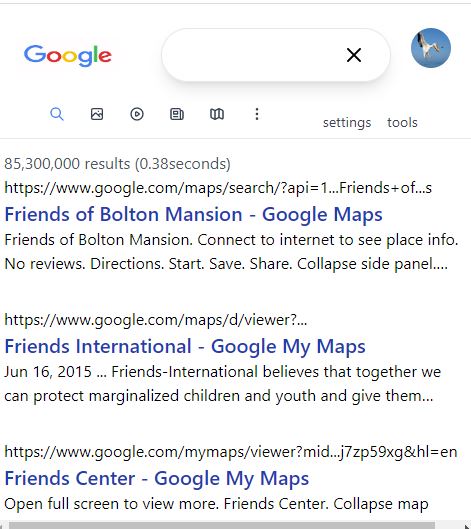 Google
settings tools
85,300,000 results (0.38seconds)
https://www.google.com/maps/search/?api=1...Friends+of...s
Friends of Bolton Mansion - Google Maps
Friends of Bolton Mansion. Connect to internet to see place info.
No reviews. Directions. Start. Save. Share. Collapse side panel....
https://www.google.com/maps/d/viewer?...
Friends International - Google My Maps
Jun 16, 2015 ... Friends-International believes that together we
can protect marginalized children and youth and give them...
https://www.google.com/mymaps/viewer?mid...j7zp59xg&hl=en
Friends Center - Google My Maps
Open full screen to view more. Friends Center. Collapse map